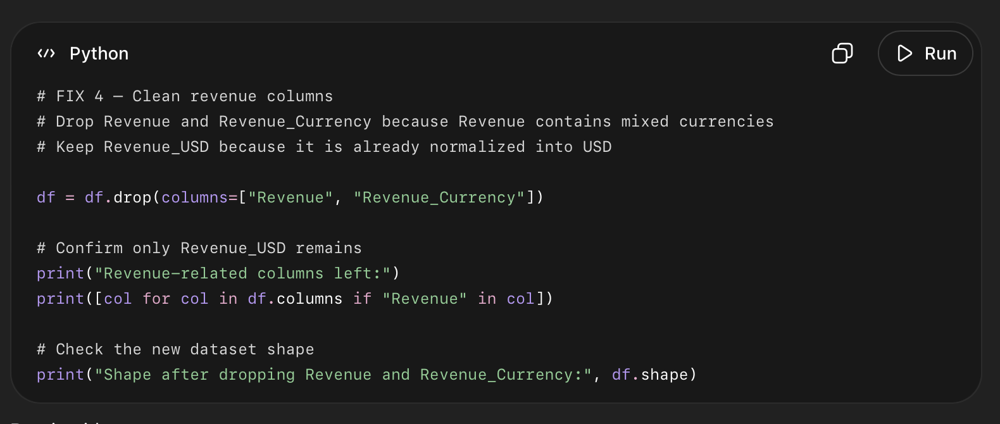 Python
Run
# FIX 4 — Clean revenue columns
# Drop Revenue and Revenue_Currency because Revenue contains mixed currencies
# Keep Revenue_USD because it is already normalized into USD
df = df.drop(columns=["Revenue", "Revenue_Currency"])
# Confirm only Revenue_USD remains
print("Revenue-related columns left:")
print([col for col in df.columns if "Revenue" in col])
# Check the new dataset shape
print("Shape after dropping Revenue and Revenue_Currency:", df.shape)